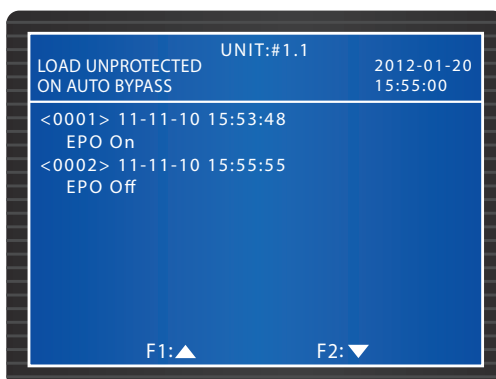 UNIT:#1.1
LOAD UNPROTECTED 2012-01-20
ON AUTO BYPASS 15:55:00
<0001> 11-11-10 15:53:48
EPO On
<0002> 11-11-10 15:55:55
EPO Off
F1:▲ F2:▼